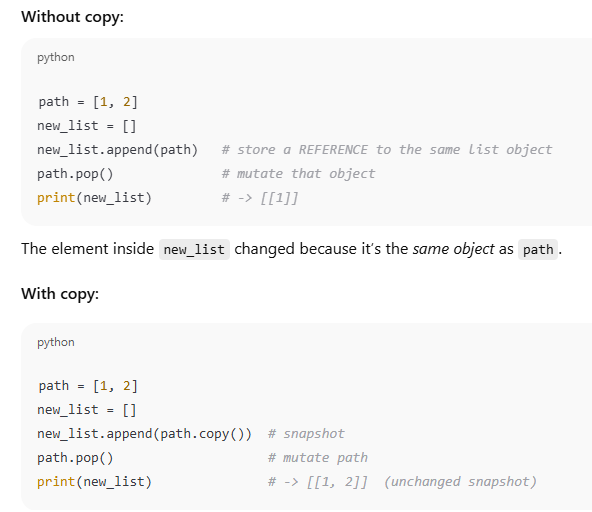 Without copy:
python
path = [1, 2]
new_list = []
new_list.append(path)   # store a REFERENCE to the same list object
path.pop()              # mutate that object
print(new_list)         # -> [[1]]
The element inside new_list changed because it's the same object as path.
With copy:
python
path = [1, 2]
new_list = []
new_list.append(path.copy())  # snapshot
path.pop()                    # mutate path
print(new_list)               # -> [[1, 2]]  (unchanged snapshot)